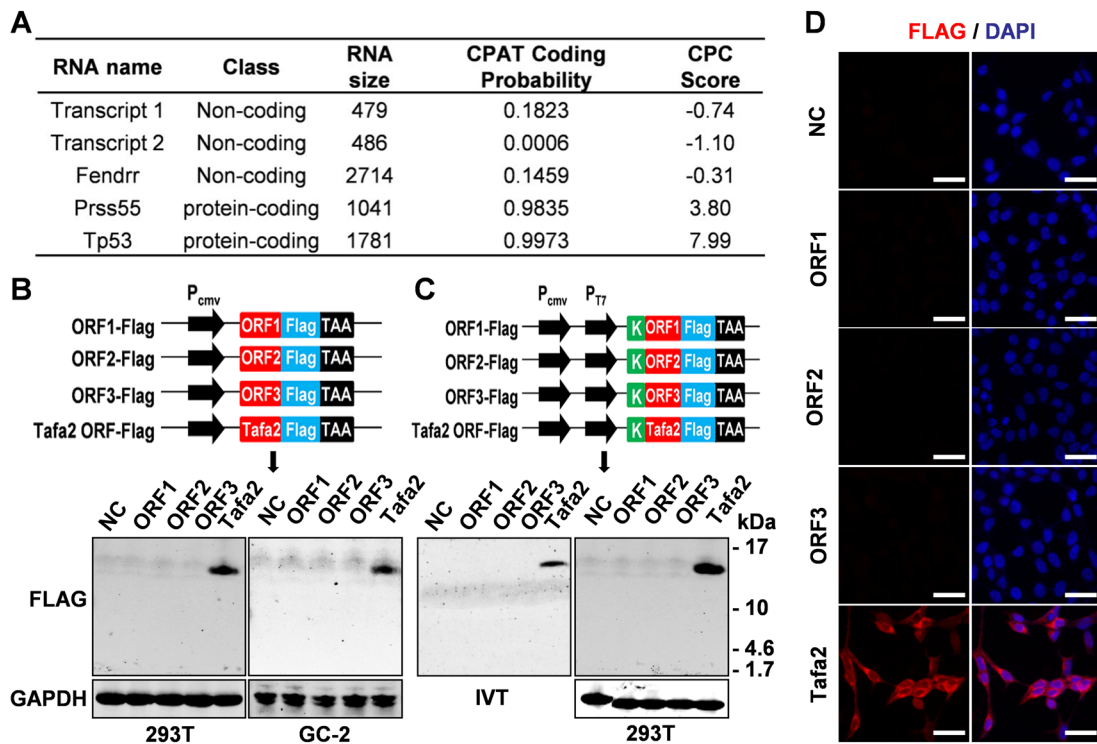 A
RNA name Class RNA size CPAT Coding Probability CPC Score
Transcript 1 Non-coding 479 0.1823 -0.74
Transcript 2 Non-coding 486 0.0006 -1.10
Fendrr Non-coding 2714 0.1459 -0.31
Prss55 protein-coding 1041 0.9835 3.80
Tp53 protein-coding 1781 0.9973 7.99
B
Pcmv
ORF1-Flag ORF1 Flag TAA
ORF2-Flag ORF2 Flag TAA
ORF3-Flag ORF3 Flag TAA
Tafa2 ORF-Flag Tafa2 Flag TAA
NC ORF1 ORF2 ORF3 Tafa2 NC ORF1 ORF2 ORF3 Tafa2
FLAG
GAPDH
293T GC-2
C
Pcmv PT7
ORF1-Flag K ORF1 Flag TAA
ORF2-Flag K ORF2 Flag TAA
ORF3-Flag K ORF3 Flag TAA
Tafa2 ORF-Flag K Tafa2 Flag TAA
NC ORF1 ORF2 ORF3 Tafa2 NC ORF1 ORF2 ORF3 Tafa2
kDa
- 17
- 10
- 4.6
- 1.7
IVT
293T
D
FLAG / DAPI
NC
ORF1
ORF2
ORF3
Tafa2